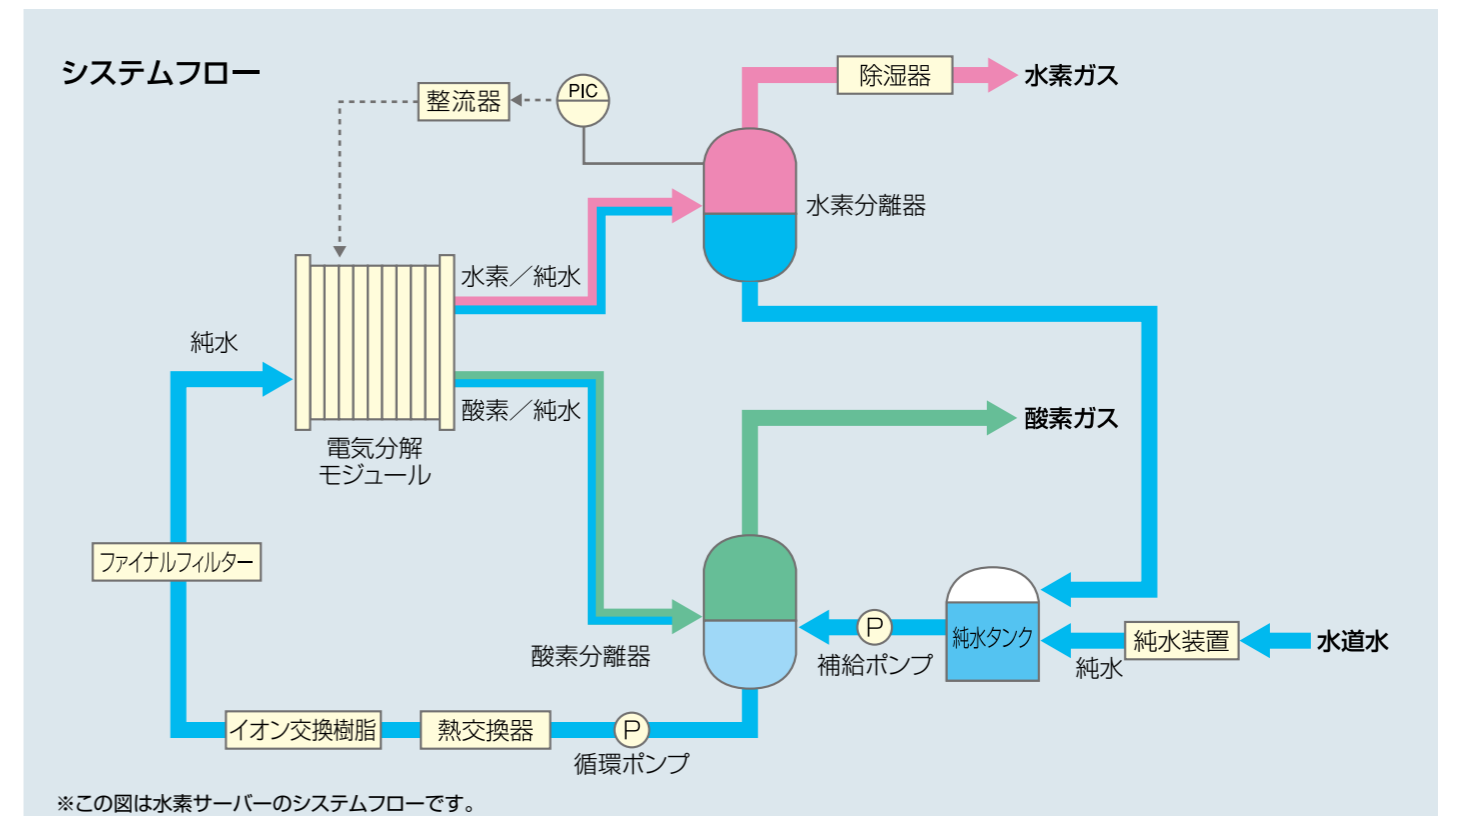 システムフロー
整流器
PIC
除湿器
水素ガス
水素分離器
水素／純水
純水
酸素／純水
電気分解
モジュール
酸素ガス
ファイナルフィルター
酸素分離器
P
補給ポンプ
純水タンク
純水
純水装置
水道水
イオン交換樹脂
熱交換器
P
循環ポンプ
※この図は水素サーバーのシステムフローです。